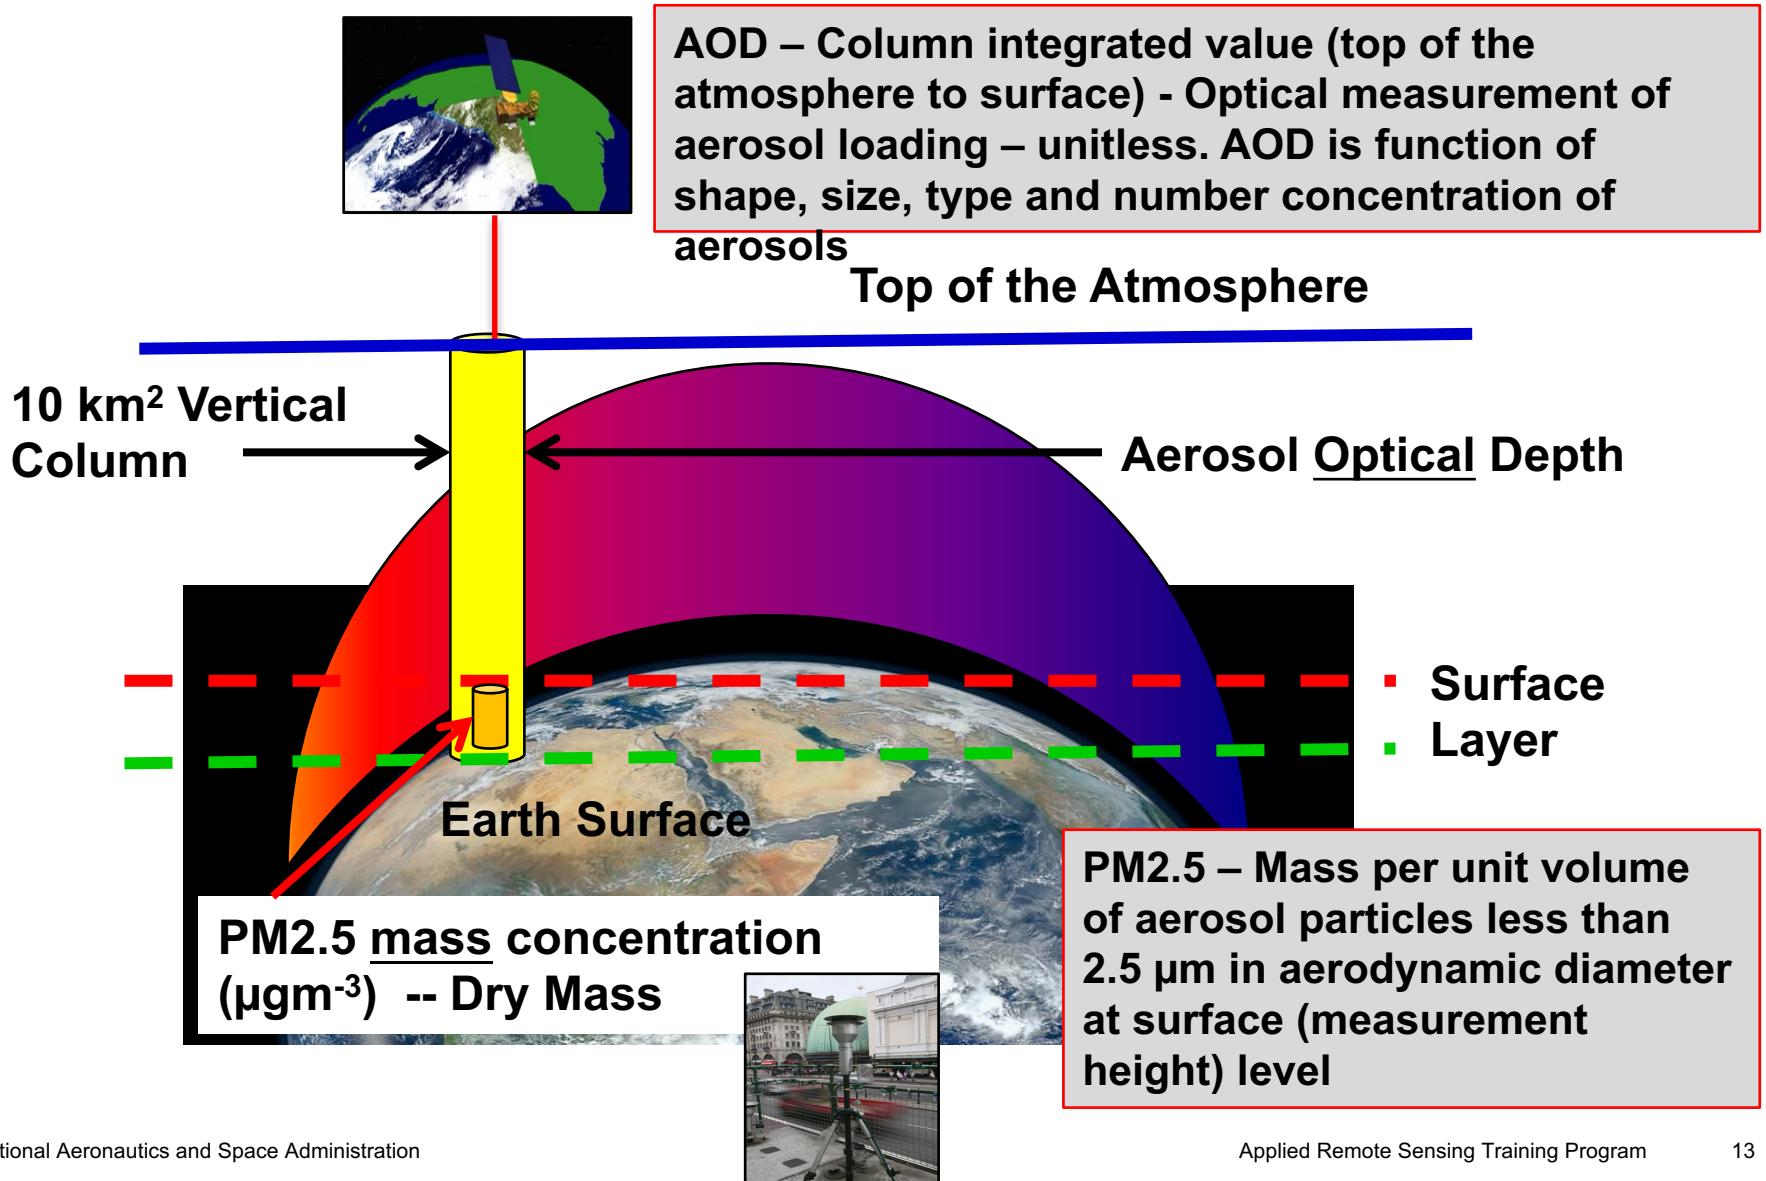 AOD – Column integrated value (top of the
atmosphere to surface) - Optical measurement of
aerosol loading – unitless. AOD is function of
shape, size, type and number concentration of
aerosols
Top of the Atmosphere
10 km² Vertical
Column
Aerosol Optical Depth
Surface
Layer
Earth Surface
PM2.5 mass concentration
(µgm⁻³)  -- Dry Mass
PM2.5 – Mass per unit volume
of aerosol particles less than
2.5 µm in aerodynamic diameter
at surface (measurement
height) level
tional Aeronautics and Space Administration
Applied Remote Sensing Training Program
13